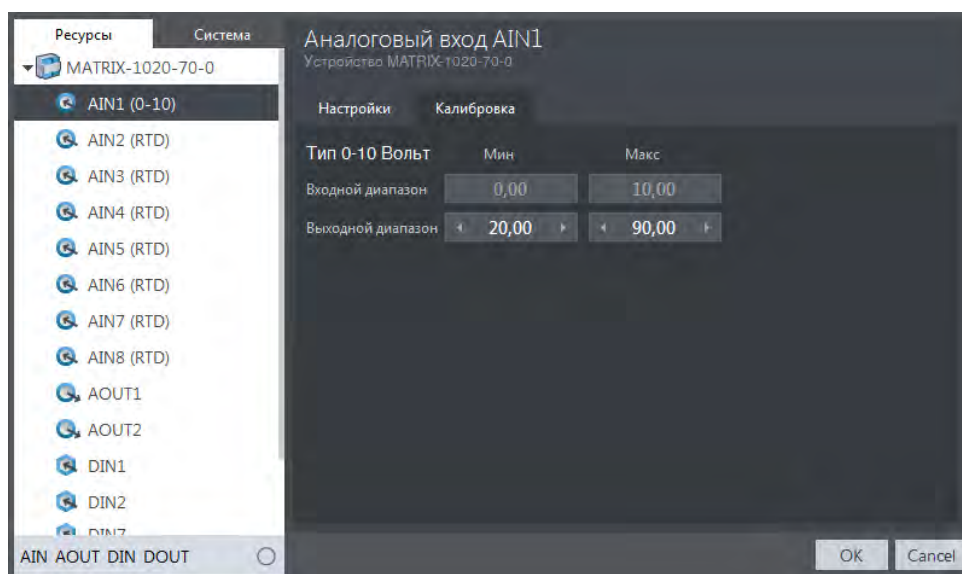 Ресурсы
Система
MATRIX-1020-70-0
AIN1 (0-10)
AIN2 (RTD)
AIN3 (RTD)
AIN4 (RTD)
AIN5 (RTD)
AIN6 (RTD)
AIN7 (RTD)
AIN8 (RTD)
AOUT1
AOUT2
DIN1
DIN2
DIN7
AIN AOUT DIN DOUT
Аналоговый вход AIN1
Устройство MATRIX-1020-70-0
Настройки
Калибровка
Тип 0-10 Вольт Мин Макс
Входной диапазон 0,00 10,00
Выходной диапазон 20,00 90,00
OK
Cancel